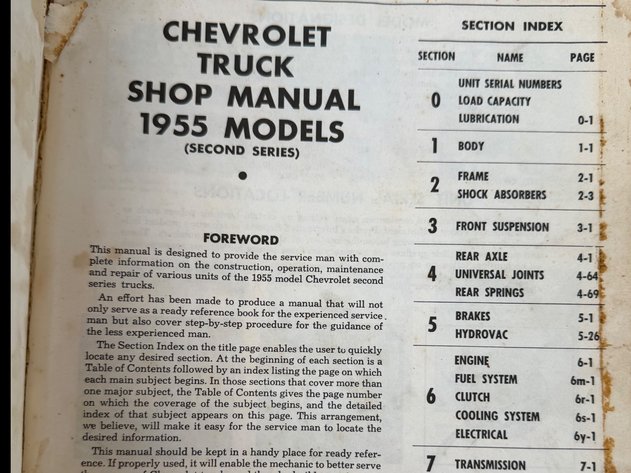 CHEVROLET
TRUCK
SHOP MANUAL
1955 MODELS
(SECOND SERIES)
FOREWORD
This manual is designed to provide the service man with com-
plete information on the construction, operation, maintenance
and repair of various units of the 1955 model Chevrolet second
series trucks.
An effort has been made to produce a manual that will not
only serve as a ready reference book for the experienced service
man but also cover step-by-step procedure for the guidance of
the less experienced man.
The Section Index on the title page enables the user to quickly
locate any desired section. At the beginning of each section is a
Table of Contents followed by an index listing the page on which
each main subject begins. In those sections that cover more than
one major subject, the Table of Contents gives the page number
on which the coverage of the subject begins, and the detailed
index of that subject appears on this page. This arrangement,
we believe, will make it easy for the service man to locate the
desired information.
This manual should be kept in a handy place for ready refer-
ence. If properly used, it will enable the mechanic to better serve
SECTION INDEX
SECTION NAME PAGE
0 UNIT SERIAL NUMBERS
LOAD CAPACITY
LUBRICATION 0-1
1 BODY 1-1
2 FRAME 2-1
SHOCK ABSORBERS 2-3
3 FRONT SUSPENSION 3-1
4 REAR AXLE 4-1
UNIVERSAL JOINTS 4-64
REAR SPRINGS 4-69
5 BRAKES 5-1
HYDROVAC 5-26
6 ENGINE 6-1
FUEL SYSTEM 6m-1
CLUTCH 6r-1
COOLING SYSTEM 6s-1
ELECTRICAL 6y-1
7 TRANSMISSION 7-1